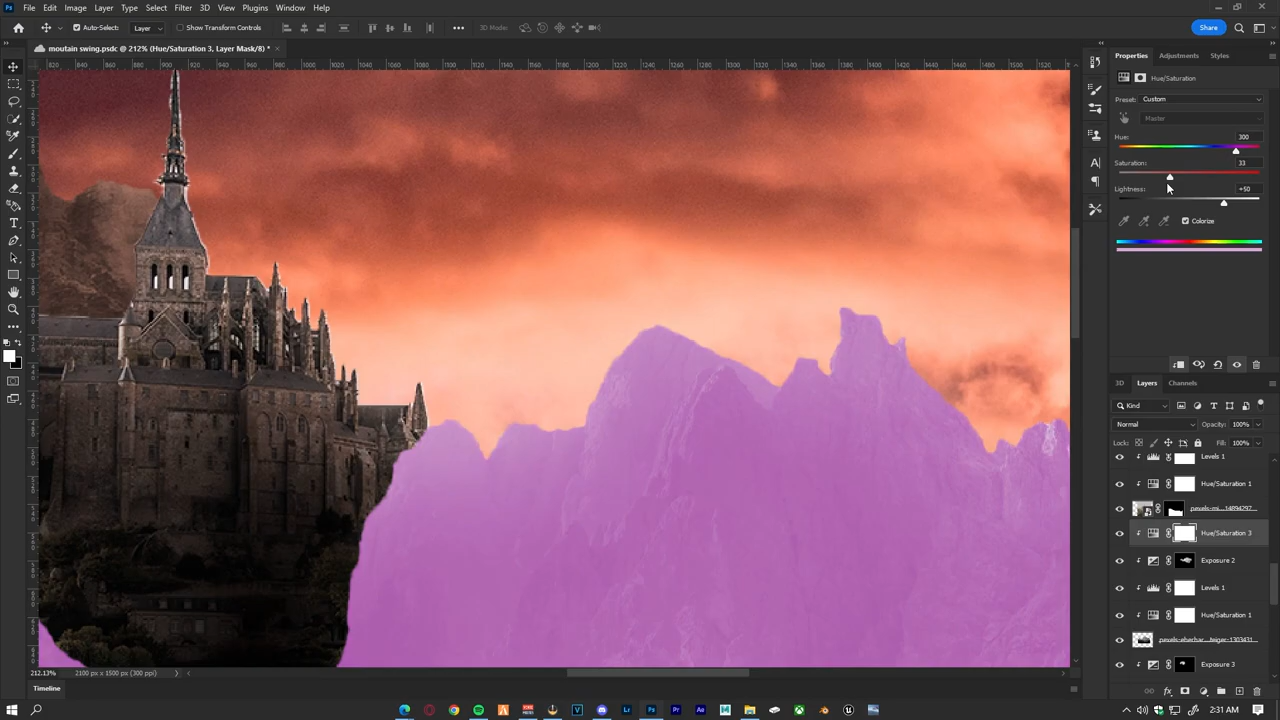 File Edit Image Layer Type Select Filter 3D View Plugins Window Help
Auto-Select: Layer Show Transform Controls 3D Mode: Share
moutain swing.psdc @ 212% (Hue/Saturation 3, Layer Mask/8) *
Properties Adjustments Styles
Hue/Saturation
Preset: Custom
Master
Hue: 300
Saturation: 33
Lightness: +50
Colorize
3D Layers Channels
Kind
Normal Opacity: 100%
Lock: Fill: 100%
Levels 1
Hue/Saturation 1
pexels-mi...14894297...
Hue/Saturation 3
Exposure 2
Levels 1
Hue/Saturation 1
pexels-eberhar...teiger-1303431...
Exposure 3
212.13% 2100 px x 1500 px (300 ppi)
Timeline
2:31 AM